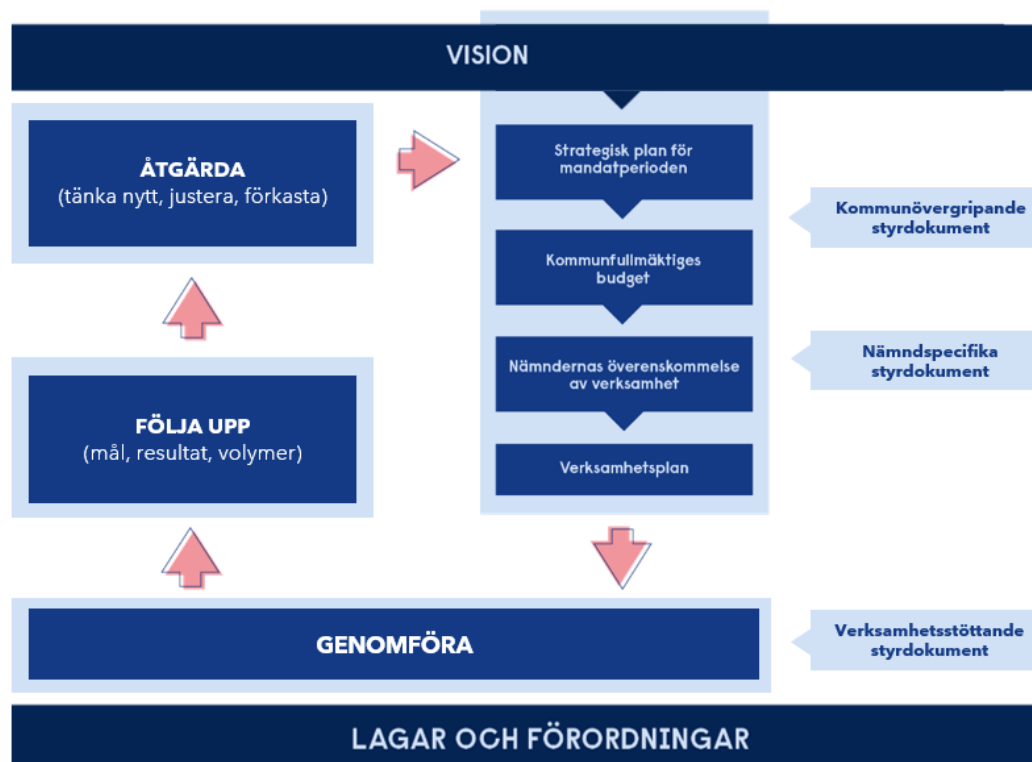 VISION
ÅTGÄRDA
(tänka nytt, justera, förkasta)
Strategisk plan för
mandatperioden
Kommunövergripande
styrdokument
Kommunfullmäktiges
budget
Nämndernas överenskommelse
av verksamhet
Nämndspecifika
styrdokument
FÖLJA UPP
(mål, resultat, volymer)
Verksamhetsplan
GENOMFÖRA
Verksamhetsstöttande
styrdokument
LAGAR OCH FÖRORDNINGAR